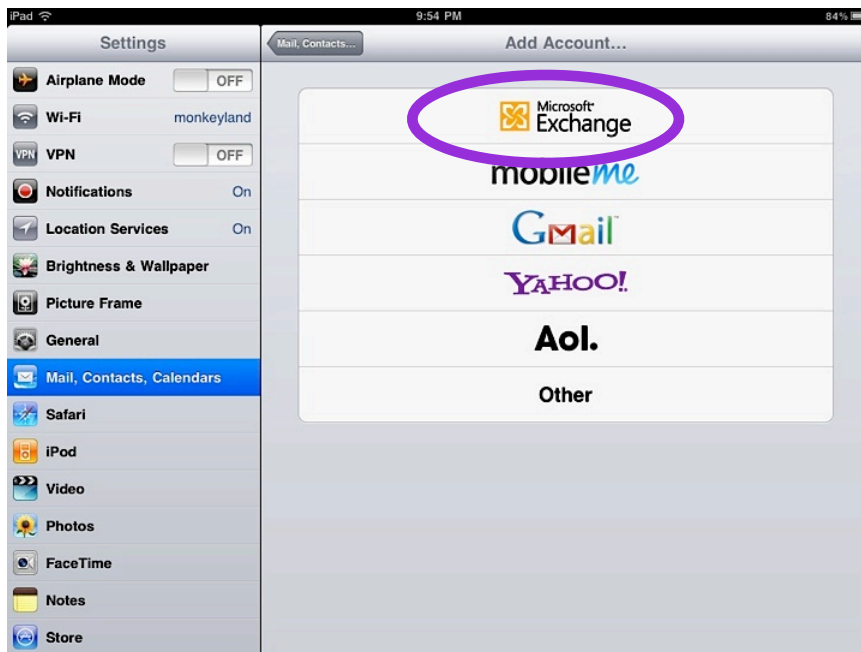 iPad 9:54 PM 84%
Settings
Mail, Contacts... Add Account...
Airplane Mode OFF
Wi-Fi monkeyland
VPN VPN OFF
Notifications On
Location Services On
Brightness & Wallpaper
Picture Frame
General
Mail, Contacts, Calendars
Safari
iPod
Video
Photos
FaceTime
Notes
Store
Microsoft
Exchange
mobileme
Gmail
YAHOO!
Aol.
Other